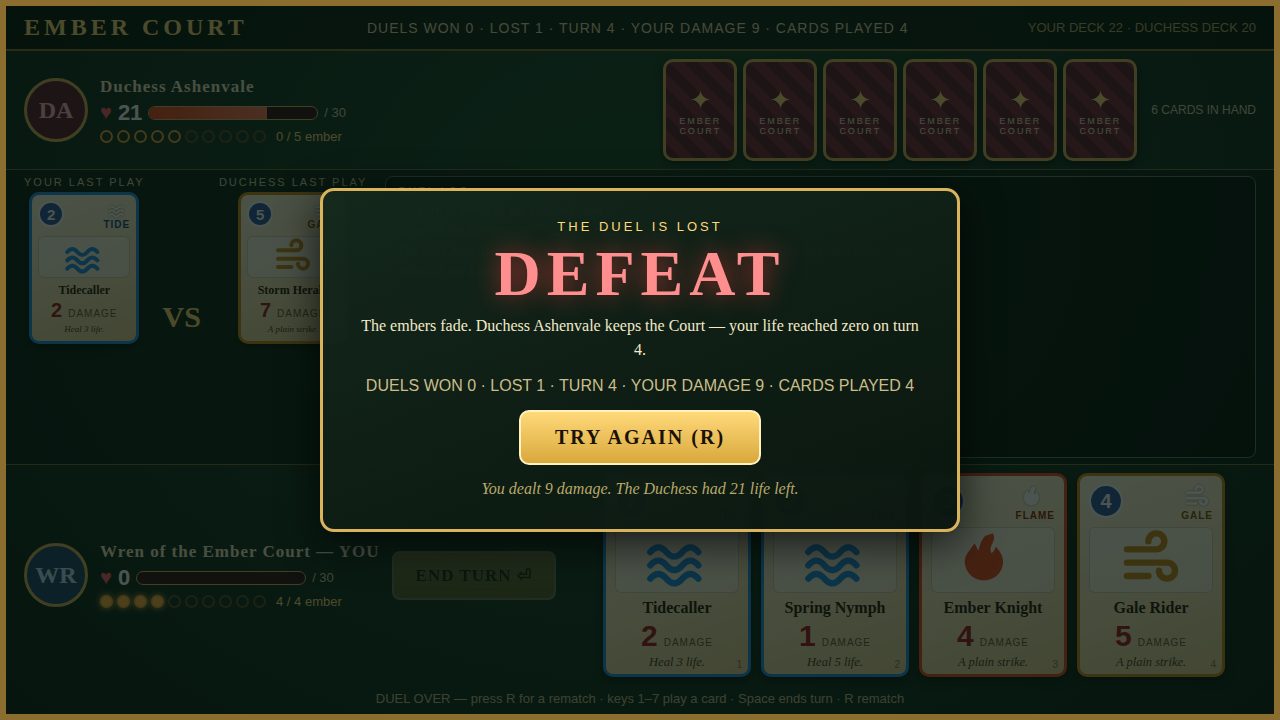 EMBER COURT
DUELS WON 0 · LOST 1 · TURN 4 · YOUR DAMAGE 9 · CARDS PLAYED 4
YOUR DECK 22 · DUCHESS DECK 20
DA
Duchess Ashenvale
♥ 21 / 30
0 / 5 ember
✦ EMBER COURT
✦ EMBER COURT
✦ EMBER COURT
✦ EMBER COURT
✦ EMBER COURT
✦ EMBER COURT
6 CARDS IN HAND
YOUR LAST PLAY
2
TIDE
Tidecaller
2 DAMAGE
Heal 3 life.
VS
DUCHESS LAST PLAY
5
Storm
7 DAMAGE
A plain strike.
THE DUEL IS LOST
DEFEAT
The embers fade. Duchess Ashenvale keeps the Court — your life reached zero on turn
4.
DUELS WON 0 · LOST 1 · TURN 4 · YOUR DAMAGE 9 · CARDS PLAYED 4
TRY AGAIN (R)
You dealt 9 damage. The Duchess had 21 life left.
WR
Wren of the Ember Court — YOU
♥ 0 / 30
4 / 4 ember
END TURN ⏎
Tidecaller
2 DAMAGE
Heal 3 life.
1
Spring Nymph
1 DAMAGE
Heal 5 life.
2
FLAME
Ember Knight
4 DAMAGE
A plain strike.
3
4
GALE
Gale Rider
5 DAMAGE
A plain strike.
4
DUEL OVER — press R for a rematch · keys 1–7 play a card · Space ends turn · R rematch